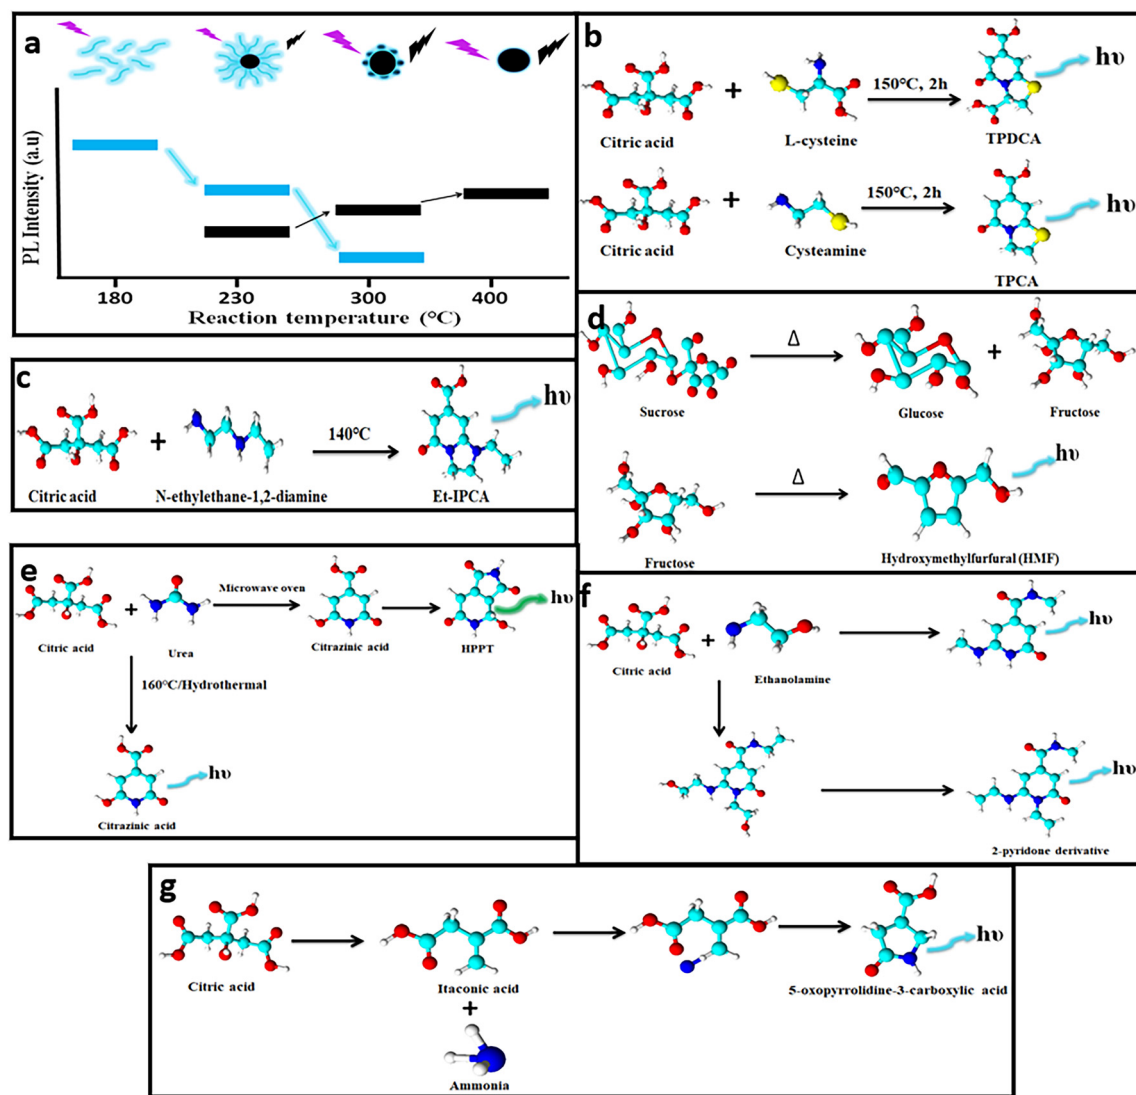 a
PL Intensity (a.u)
180 230 300 400
Reaction temperature (°C)
b
hυ
+
150°C, 2h
Citric acid L-cysteine TPDCA
+
150°C, 2h
hυ
Citric acid Cysteamine TPCA
c
hυ
+
140°C
Citric acid N-ethylethane-1,2-diamine Et-IPCA
d
Δ
+
Sucrose Glucose Fructose
hυ
Δ
Fructose Hydroxymethylfurfural (HMF)
e
Microwave oven
hυ
+
Citric acid Urea Citrazinic acid HPPT
160°C/Hydrothermal
hυ
Citrazinic acid
f
hυ
+
Citric acid Ethanolamine
hυ
2-pyridone derivative
g
hυ
Citric acid Itaconic acid 5-oxopyrrolidine-3-carboxylic acid
+
Ammonia